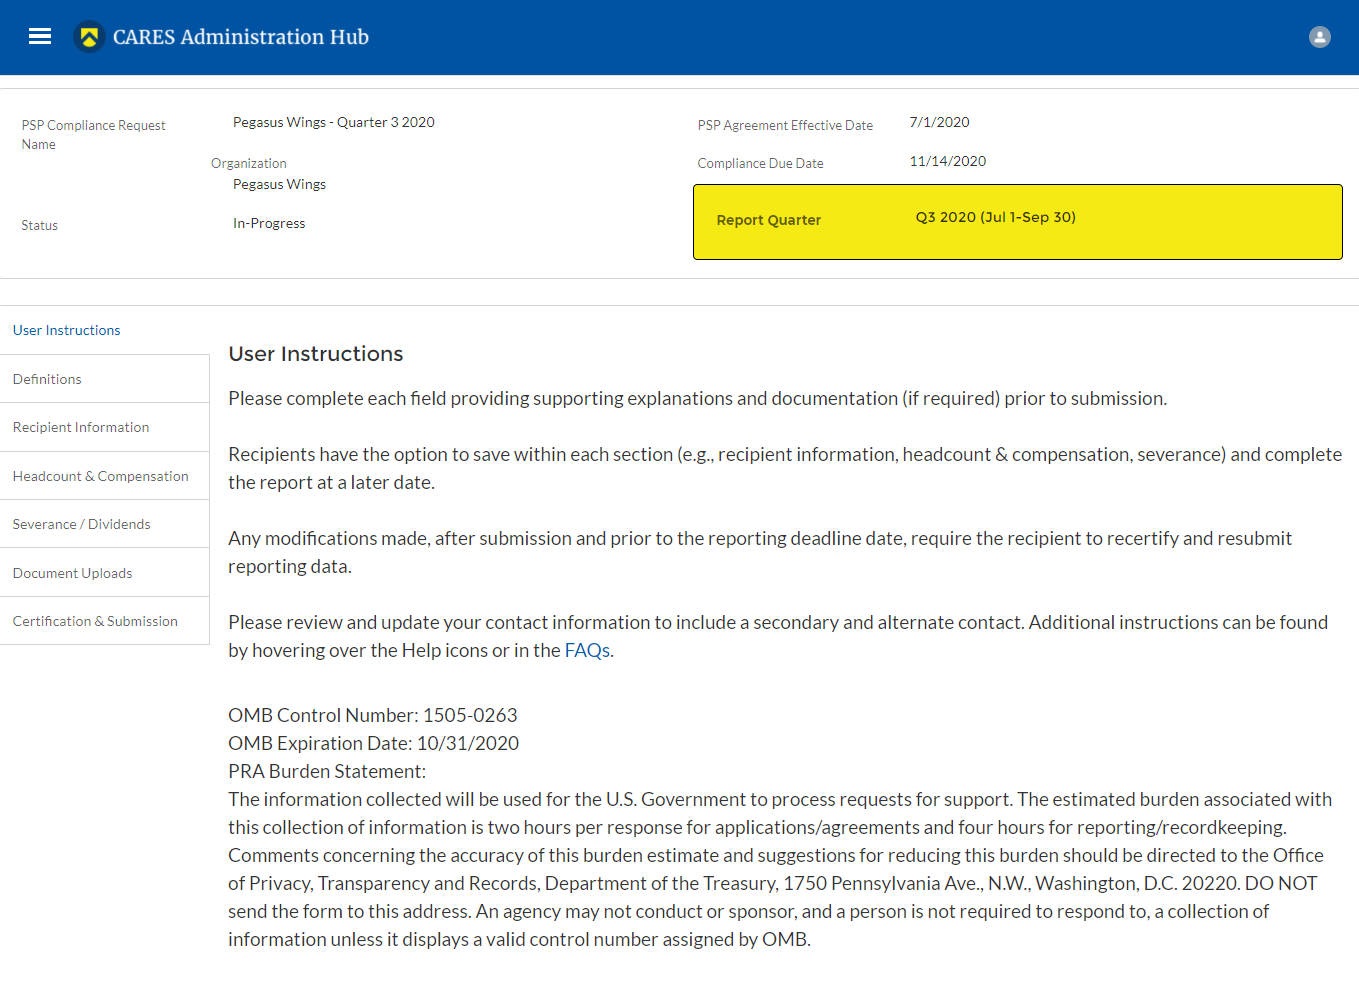 CARES Administration Hub
PSP Compliance Request
Name
Pegasus Wings - Quarter 3 2020
Organization
Pegasus Wings
Status
In-Progress
PSP Agreement Effective Date
7/1/2020
Compliance Due Date
11/14/2020
Report Quarter
Q3 2020 (Jul 1-Sep 30)
User Instructions
Definitions
Recipient Information
Headcount & Compensation
Severance / Dividends
Document Uploads
Certification & Submission
User Instructions
Please complete each field providing supporting explanations and documentation (if required) prior to submission.
Recipients have the option to save within each section (e.g., recipient information, headcount & compensation, severance) and complete
the report at a later date.
Any modifications made, after submission and prior to the reporting deadline date, require the recipient to recertify and resubmit
reporting data.
Please review and update your contact information to include a secondary and alternate contact. Additional instructions can be found
by hovering over the Help icons or in the FAQs.
OMB Control Number: 1505-0263
OMB Expiration Date: 10/31/2020
PRA Burden Statement:
The information collected will be used for the U.S. Government to process requests for support. The estimated burden associated with
this collection of information is two hours per response for applications/agreements and four hours for reporting/recordkeeping.
Comments concerning the accuracy of this burden estimate and suggestions for reducing this burden should be directed to the Office
of Privacy, Transparency and Records, Department of the Treasury, 1750 Pennsylvania Ave., N.W., Washington, D.C. 20220. DO NOT
send the form to this address. An agency may not conduct or sponsor, and a person is not required to respond to, a collection of
information unless it displays a valid control number assigned by OMB.